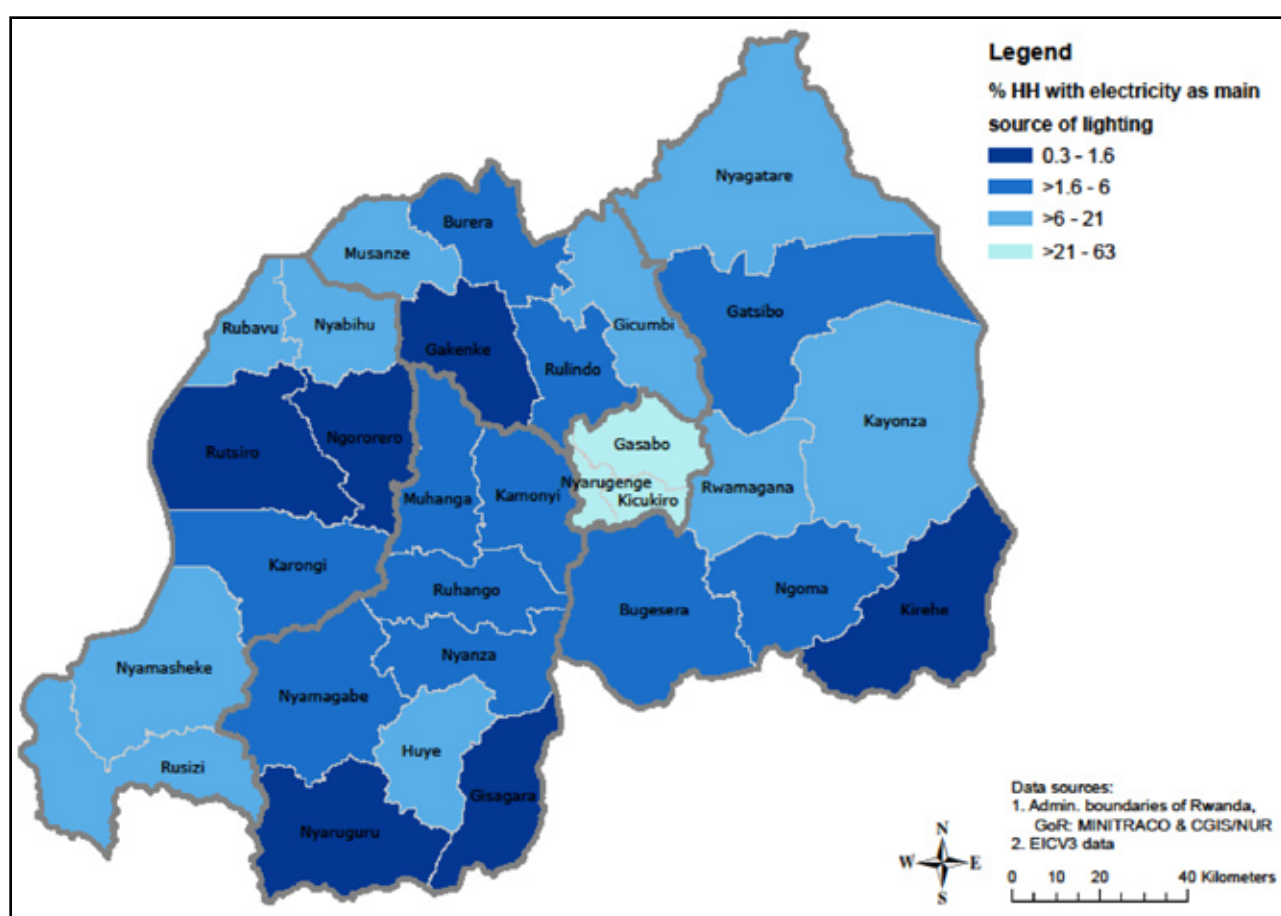 Legend
% HH with electricity as main
source of lighting
0.3 - 1.6
>1.6 - 6
>6 - 21
>21 - 63
Nyagatare
Burera
Musanze
Gatsibo
Rubavu
Nyabihu
Gicumbi
Gakenke
Rulindo
Kayonza
Gasabo
Ngororero
Rutsiro
Nyarugenge
Rwamagana
Muhanga
Kamonyi
Kicukiro
Karongi
Ruhango
Ngoma
Bugesera
Kirehe
Nyanza
Nyamasheke
Nyamagabe
Huye
Rusizi
Gisagara
Nyaruguru
Data sources:
1. Admin. boundaries of Rwanda,
GoR: MINITRACO & CGIS/NUR
2. EICV3 data
N
W E
S
0 10 20 40 Kilometers